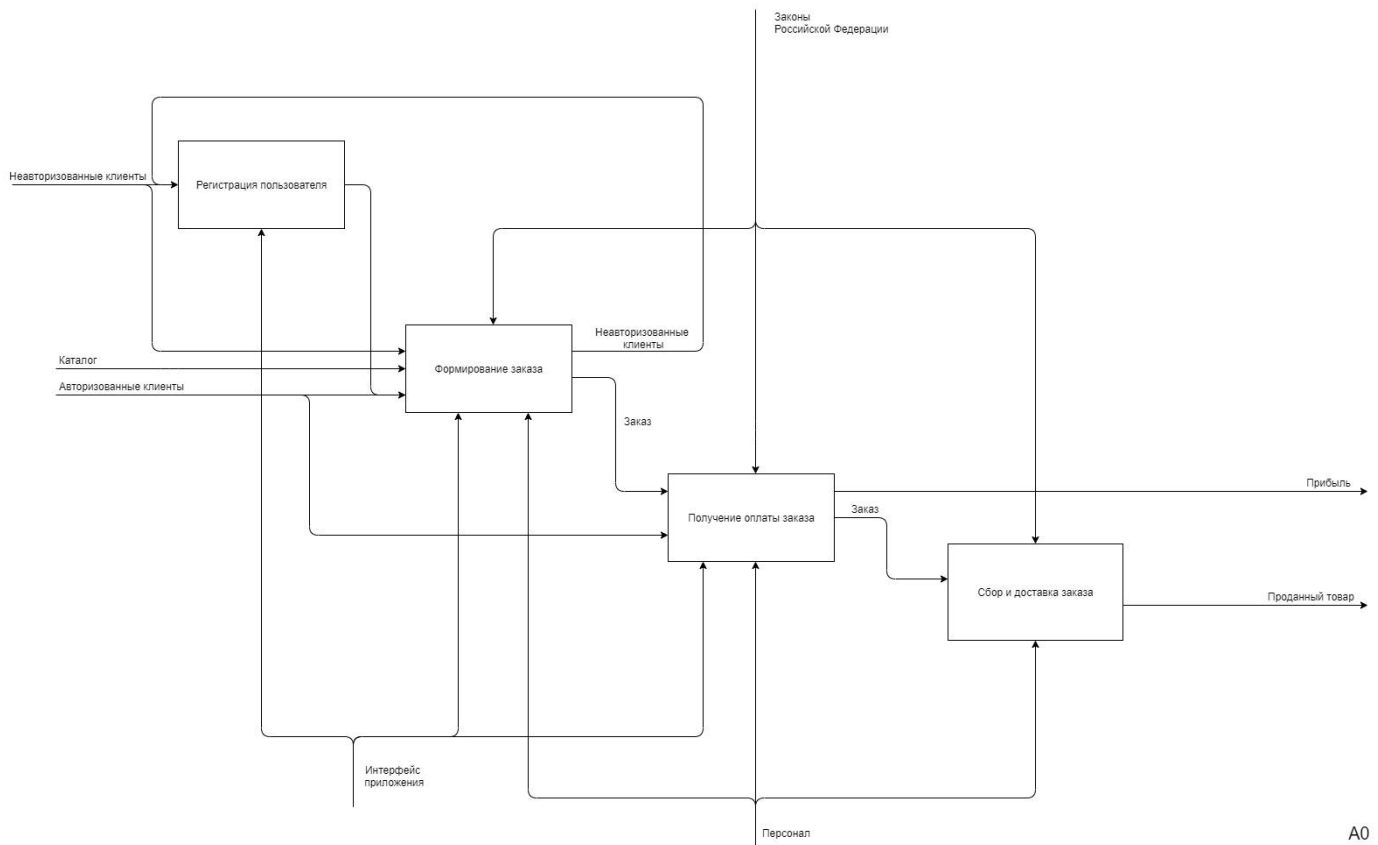 Законы
Российской Федерации
Неавторизованные клиенты
Регистрация пользователя
Неавторизованные
клиенты
Каталог
Формирование заказа
Авторизованные клиенты
Заказ
Прибыль
Получение оплаты заказа
Заказ
Сбор и доставка заказа
Проданный товар
Интерфейс
приложения
Персонал
A0